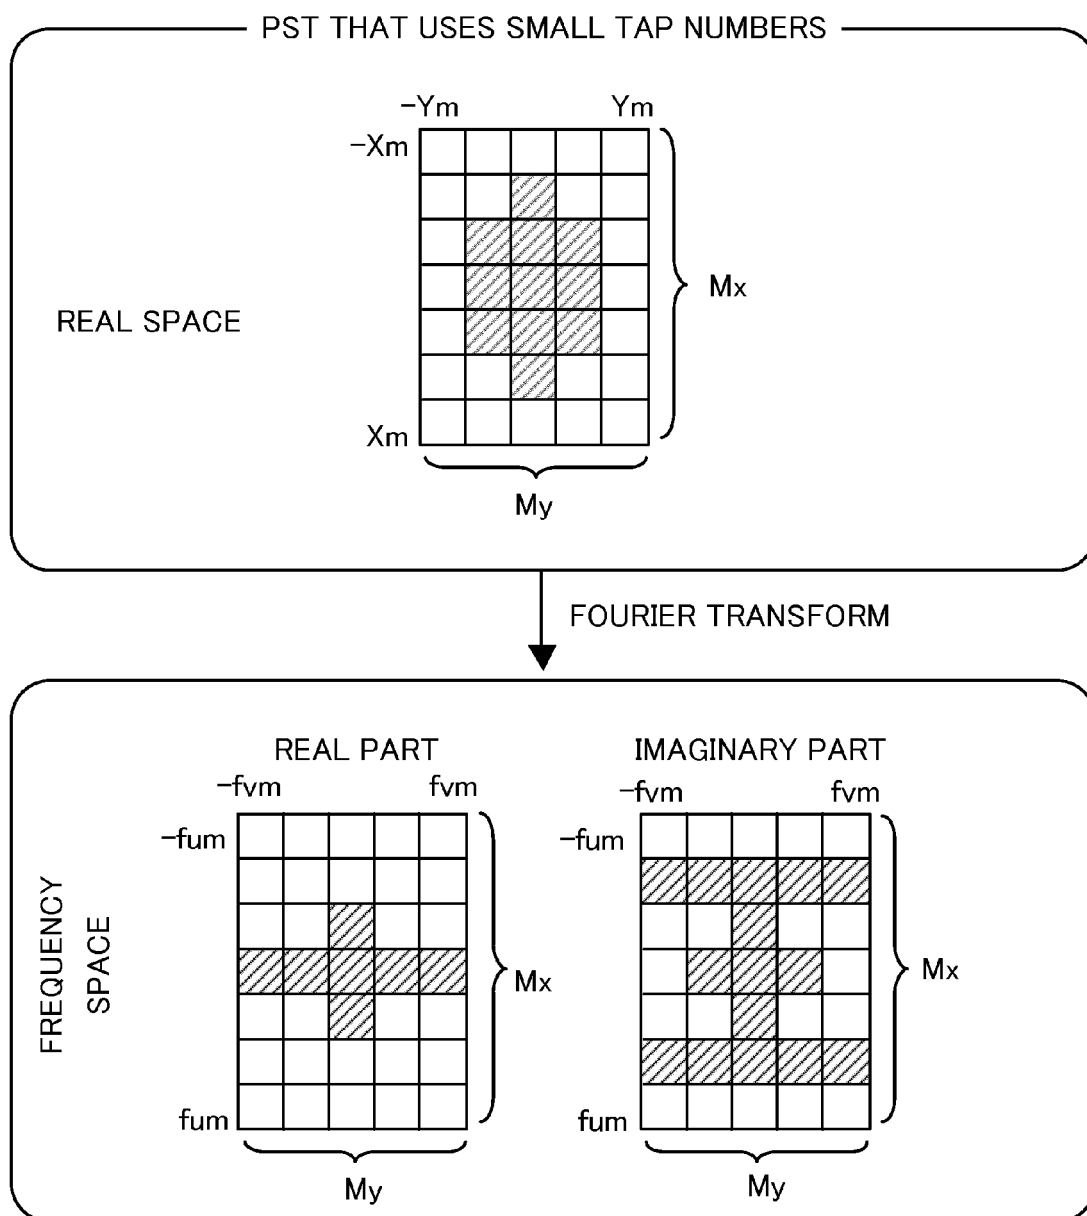 PST THAT USES SMALL TAP NUMBERS
-Ym Ym
-Xm
Mx
REAL SPACE
Xm
My
FOURIER TRANSFORM
REAL PART IMAGINARY PART
-fvm fvm -fvm fvm
-fum -fum
FREQUENCY
SPACE
Mx Mx
fum fum
My My